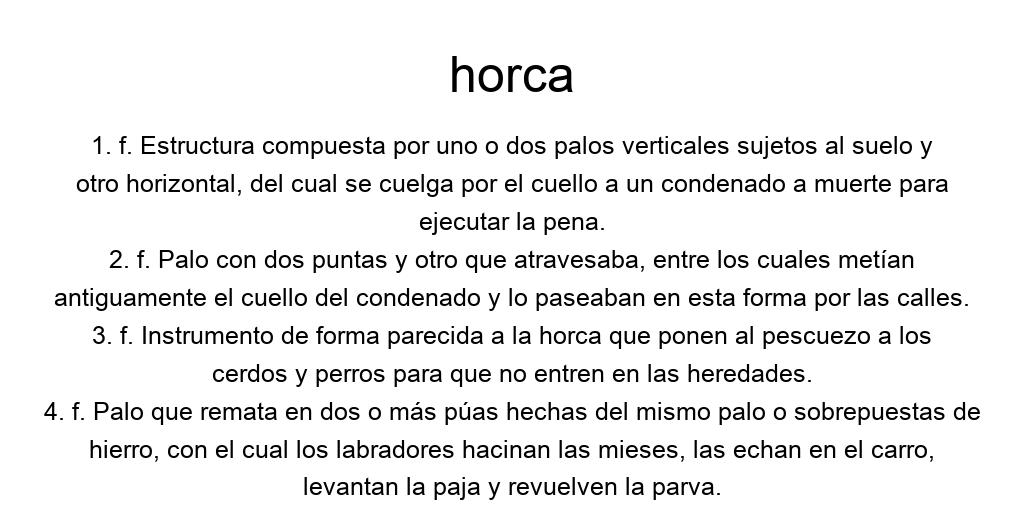 horca
1. f. Estructura compuesta por uno o dos palos verticales sujetos al suelo y
otro horizontal, del cual se cuelga por el cuello a un condenado a muerte para
ejecutar la pena.
2. f. Palo con dos puntas y otro que atravesaba, entre los cuales metían
antiguamente el cuello del condenado y lo paseaban en esta forma por las calles.
3. f. Instrumento de forma parecida a la horca que ponen al pescuezo a los
cerdos y perros para que no entren en las heredades.
4. f. Palo que remata en dos o más púas hechas del mismo palo o sobrepuestas de
hierro, con el cual los labradores hacinan las mieses, las echan en el carro,
levantan la paja y revuelven la parva.